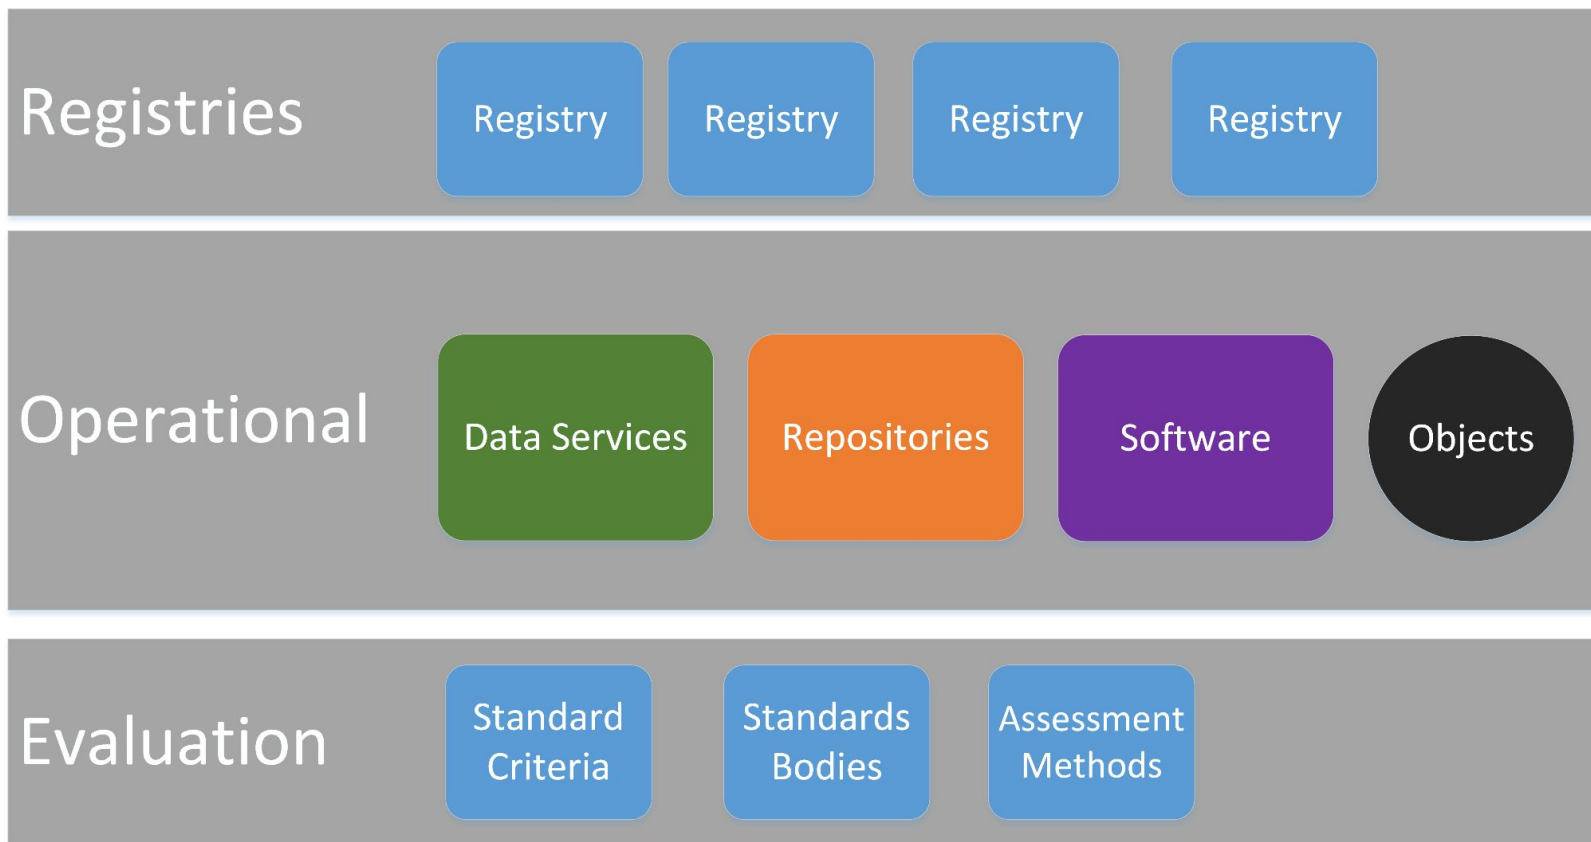 Registries
Registry
Registry
Registry
Registry
Operational
Data Services
Repositories
Software
Objects
Evaluation
Standard
Criteria
Standards
Bodies
Assessment
Methods